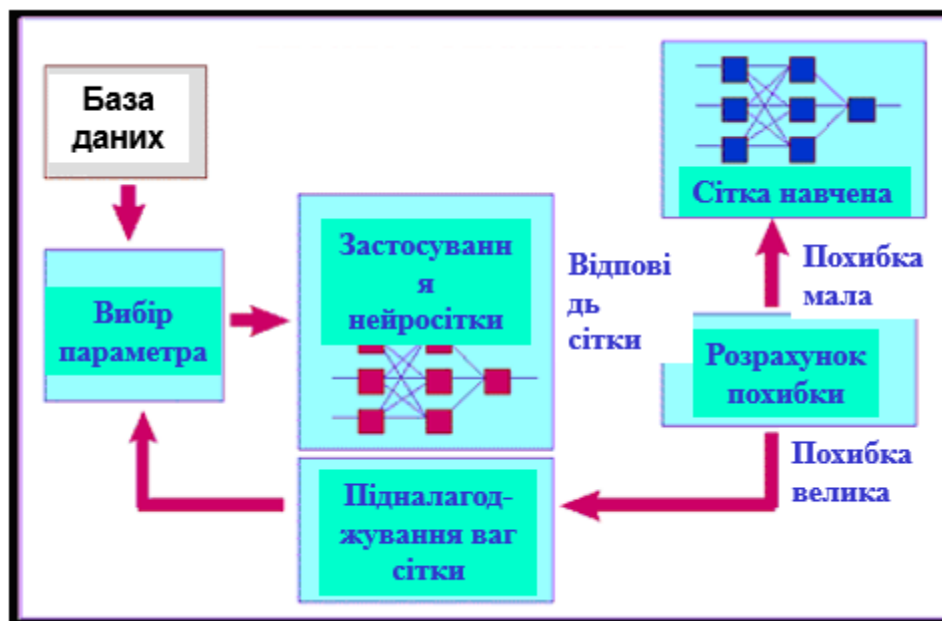 База
даних
Вибір
параметра
Застосуванн
я
нейросітки
Відпові
дь
сітки
Сітка навчена
Похибка
мала
Розрахунок
похибки
Похибка
велика
Підналагод-
жування ваг
сітки